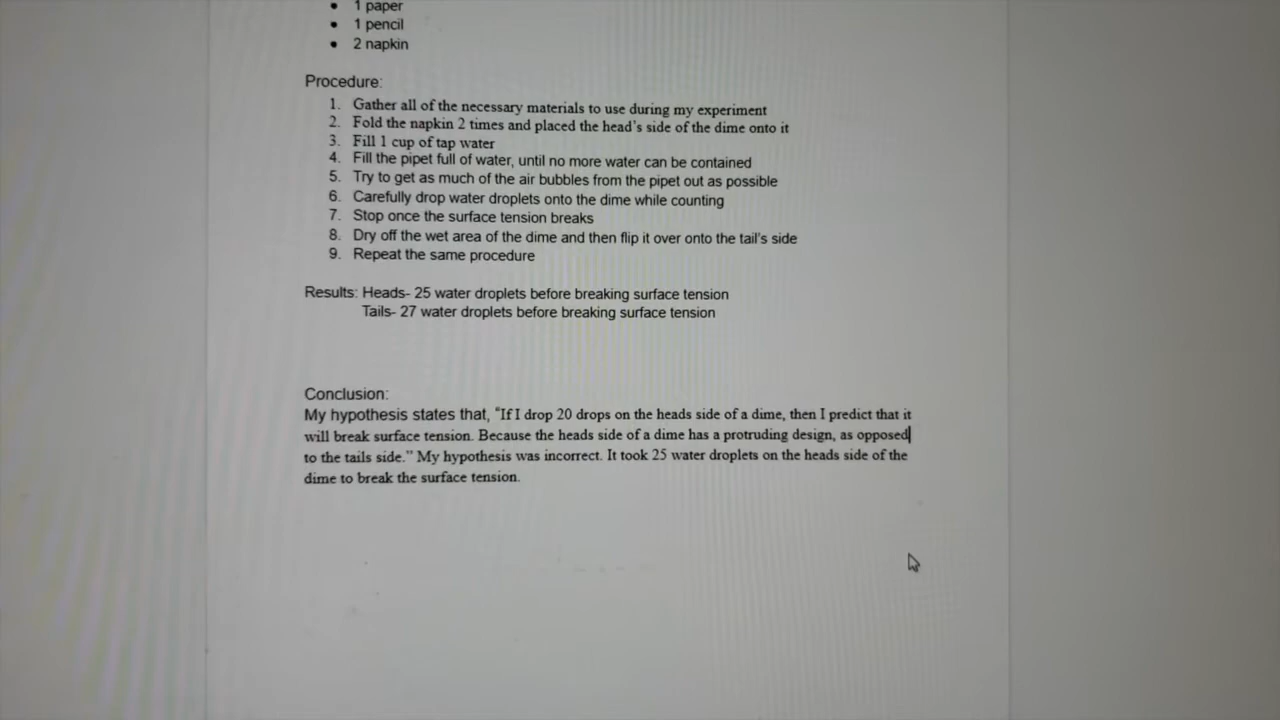 • 1 paper
• 1 pencil
• 2 napkin
Procedure:
1. Gather all of the necessary materials to use during my experiment
2. Fold the napkin 2 times and placed the head's side of the dime onto it
3. Fill 1 cup of tap water
4. Fill the pipet full of water, until no more water can be contained
5. Try to get as much of the air bubbles from the pipet out as possible
6. Carefully drop water droplets onto the dime while counting
7. Stop once the surface tension breaks
8. Dry off the wet area of the dime and then flip it over onto the tail's side
9. Repeat the same procedure
Results: Heads- 25 water droplets before breaking surface tension
Tails- 27 water droplets before breaking surface tension
Conclusion:
My hypothesis states that, “If I drop 20 drops on the heads side of a dime, then I predict that it
will break surface tension. Because the heads side of a dime has a protruding design, as opposed
to the tails side.” My hypothesis was incorrect. It took 25 water droplets on the heads side of the
dime to break the surface tension.